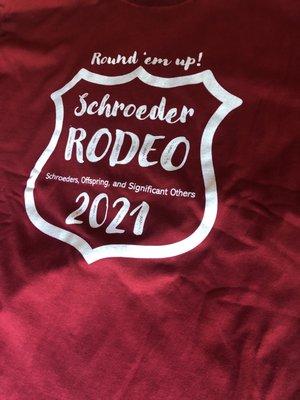 Round 'em up!
Schroeder
RODEO
Schroeders, Offspring, and Significant Others
2021